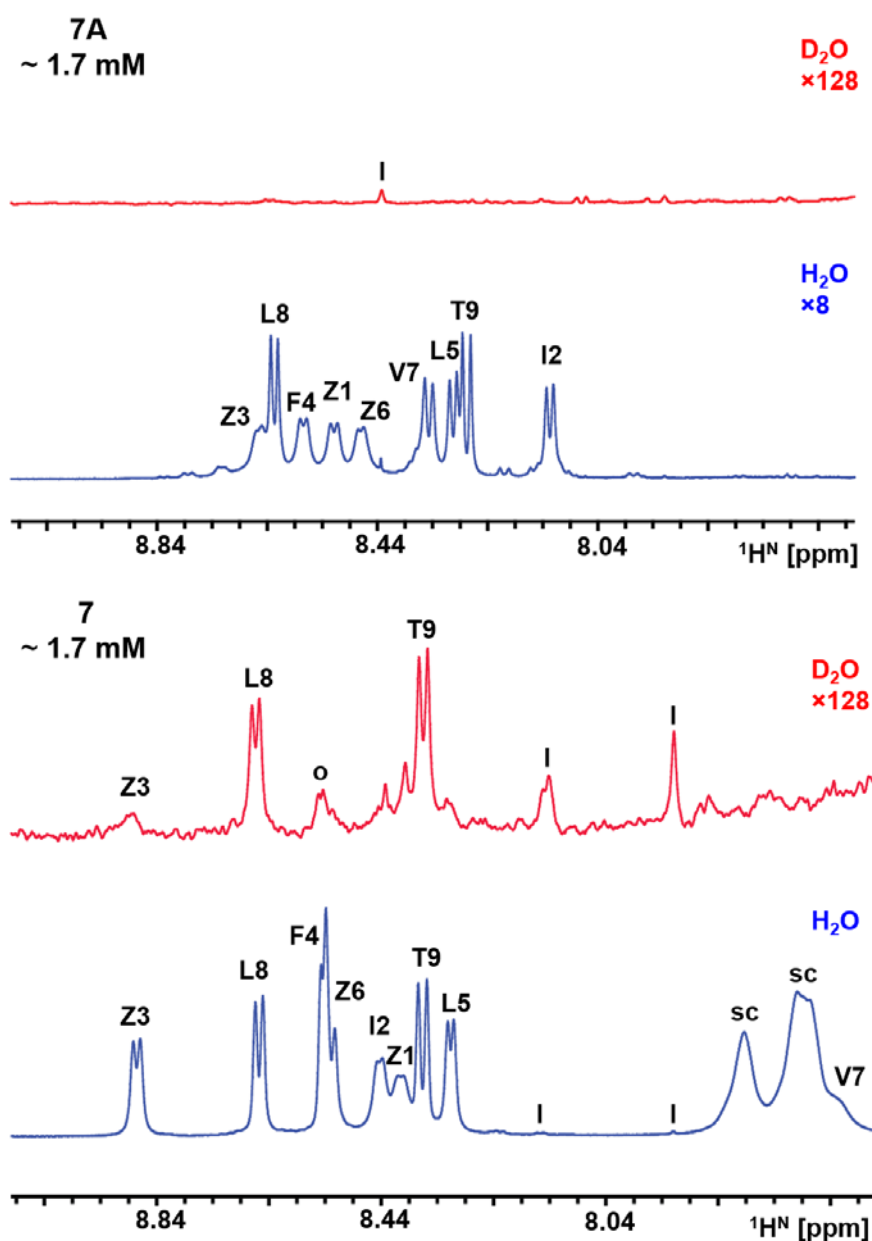 7A
~ 1.7 mM
D₂O
×128
I
H₂O
×8
Z3 L8 F4 Z1 Z6 V7 L5 T9 I2
8.84 8.44 8.04 ¹Hᴺ [ppm]
7
~ 1.7 mM
D₂O
×128
Z3 L8 o T9 I I
H₂O
Z3 L8 F4 Z6 I2 Z1 T9 L5 I I sc sc V7
8.84 8.44 8.04 ¹Hᴺ [ppm]